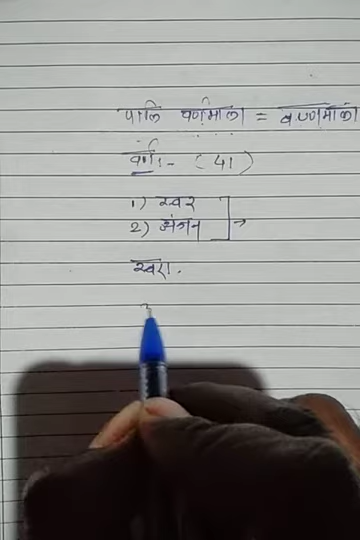 पालि वर्णमाला = वण्णमाला
वर्ण :- (41)
1) स्वर
2) व्यंजन
स्वरा.